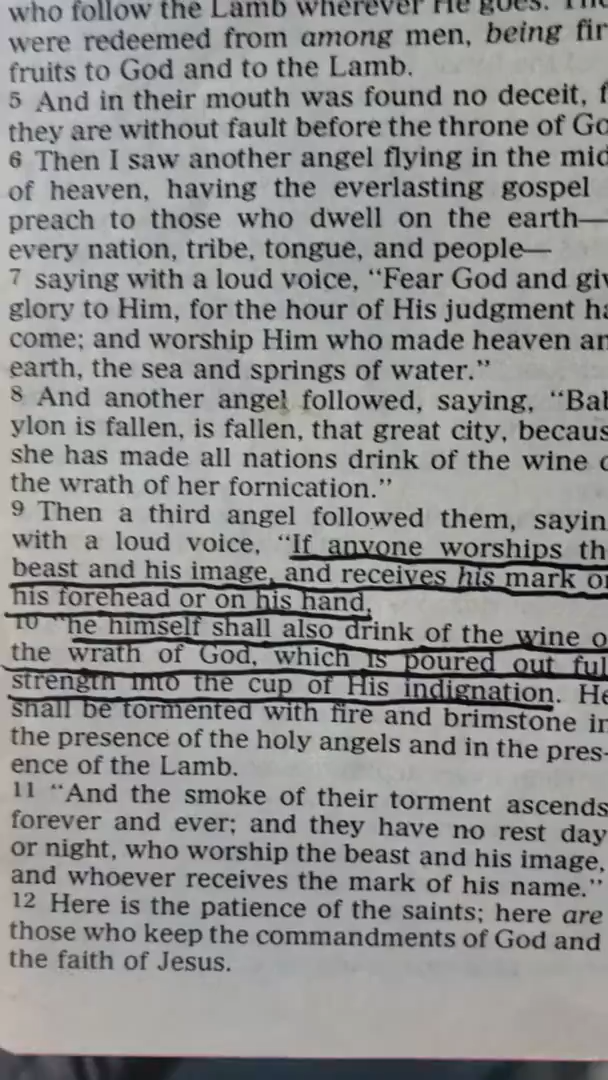 who follow the Lamb wherever He goes.
were redeemed from among men, being fir
fruits to God and to the Lamb.
5 And in their mouth was found no deceit, f
they are without fault before the throne of Go
6 Then I saw another angel flying in the mid
of heaven, having the everlasting gospel
preach to those who dwell on the earth—
every nation, tribe, tongue, and people—
7 saying with a loud voice, “Fear God and giv
glory to Him, for the hour of His judgment ha
come; and worship Him who made heaven an
earth, the sea and springs of water.”
8 And another angel followed, saying, “Bab
ylon is fallen, is fallen, that great city, becaus
she has made all nations drink of the wine o
the wrath of her fornication.”
9 Then a third angel followed them, sayin
with a loud voice, “If anyone worships th
beast and his image, and receives his mark on
his forehead or on his hand,
10 “he himself shall also drink of the wine o
the wrath of God, which is poured out ful
strength into the cup of His indignation. He
shall be tormented with fire and brimstone in
the presence of the holy angels and in the pres-
ence of the Lamb.
11 “And the smoke of their torment ascends
forever and ever; and they have no rest day
or night, who worship the beast and his image,
and whoever receives the mark of his name.”
12 Here is the patience of the saints; here are
those who keep the commandments of God and
the faith of Jesus.